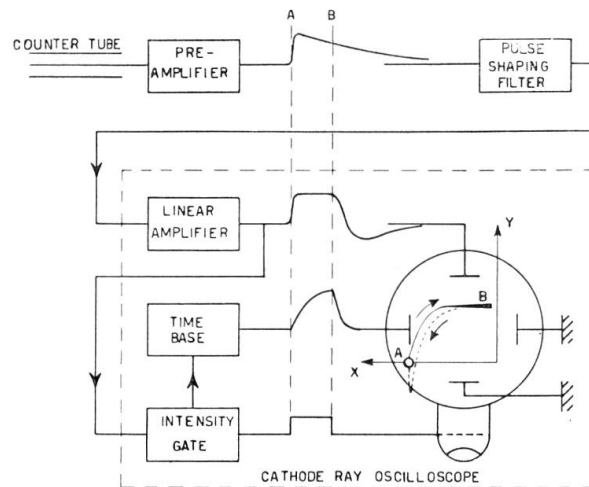 A B
COUNTER TUBE
PRE-
AMPLIFIER
PULSE
SHAPING
FILTER
LINEAR
AMPLIFIER
Y
B
TIME
BASE
A
X
INTENSITY
GATE
CATHODE RAY OSCILLOSCOPE